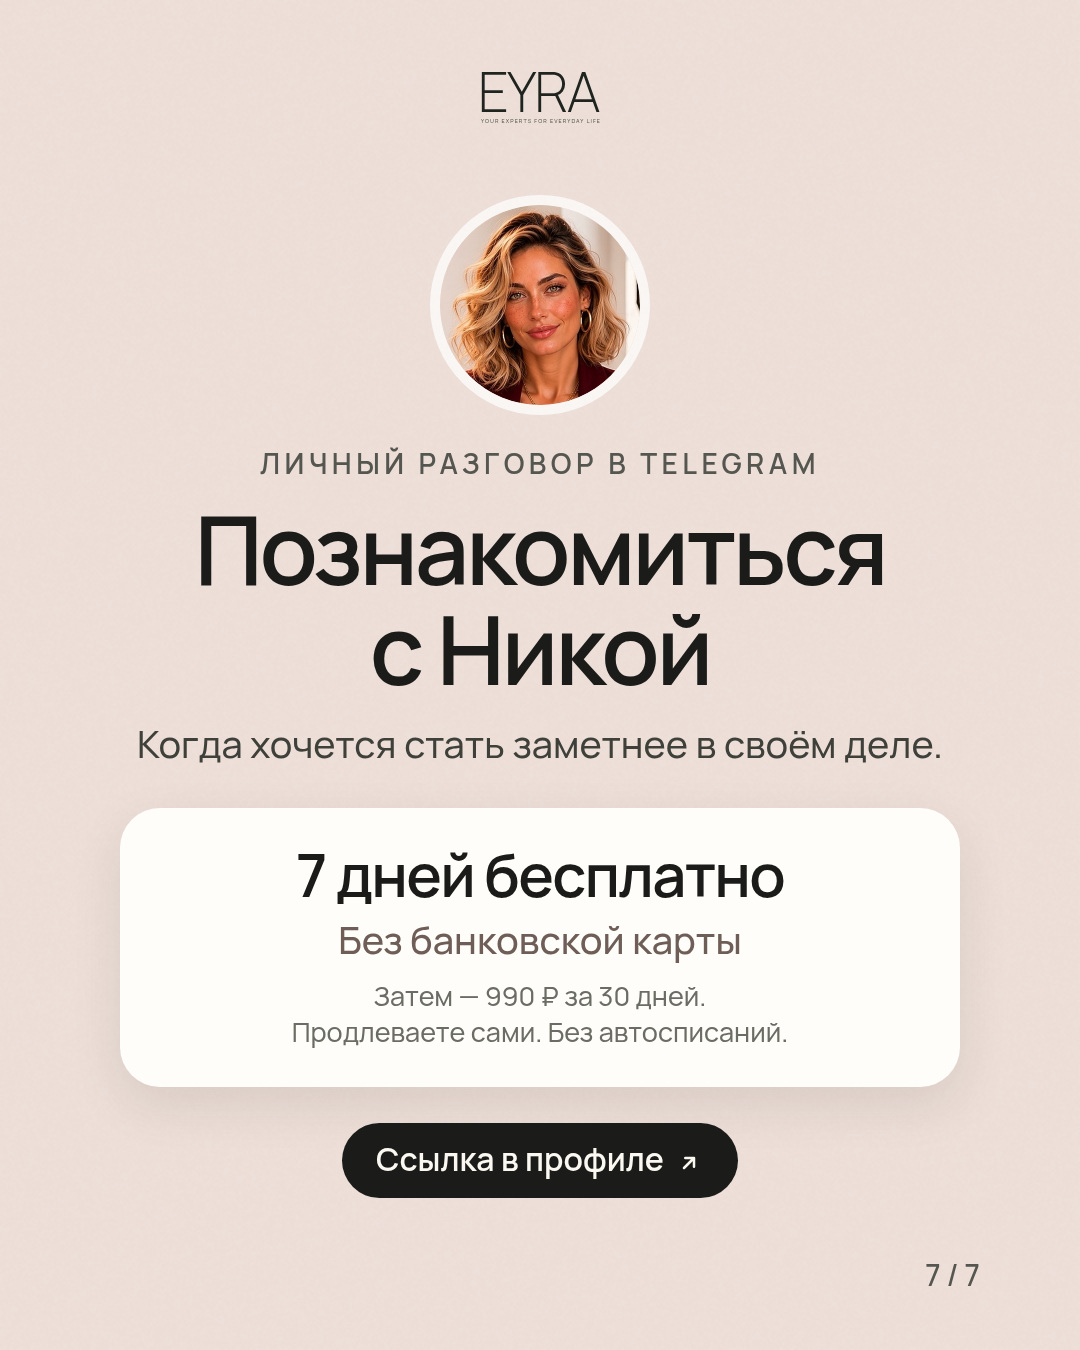 EYRA
YOUR EXPERTS FOR EVERYDAY LIFE
ЛИЧНЫЙ РАЗГОВОР В TELEGRAM
Познакомиться
с Никой
Когда хочется стать заметнее в своём деле.
7 дней бесплатно
Без банковской карты
Затем — 990 ₽ за 30 дней.
Продлеваете сами. Без автосписаний.
Ссылка в профиле ↗
7 / 7